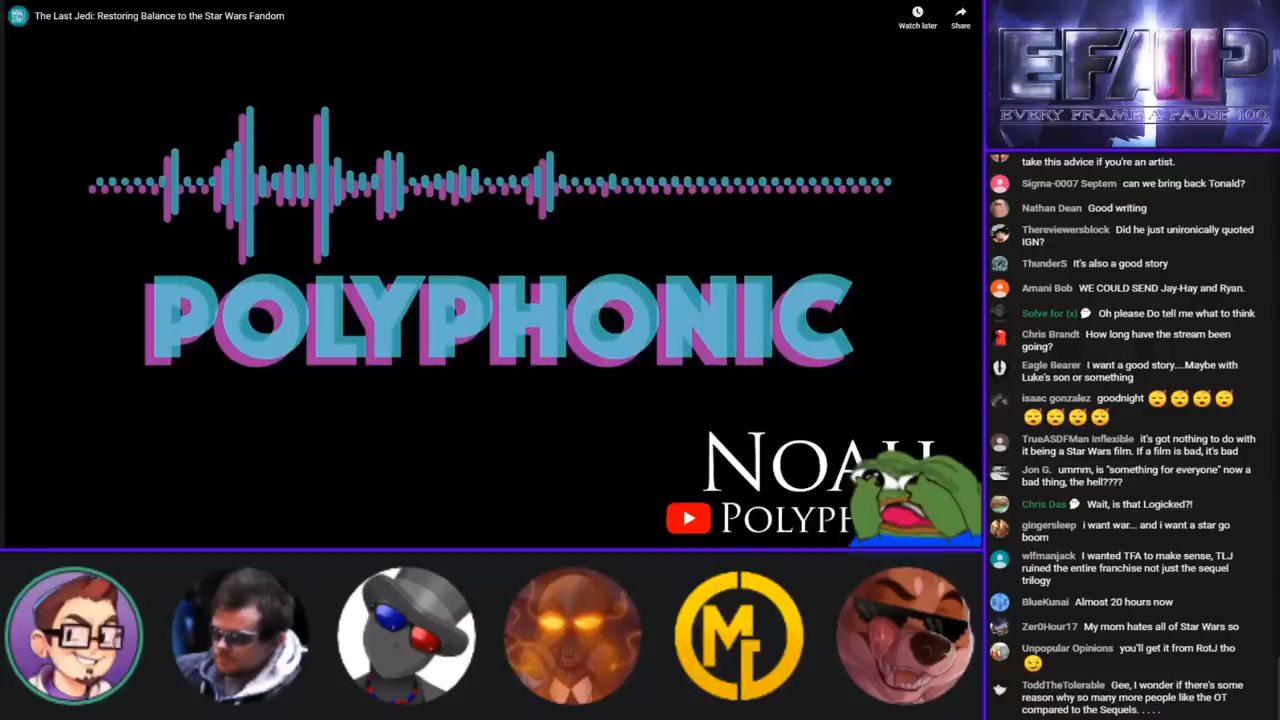 The Last Jedi: Restoring Balance to the Star Wars Fandom
Watch later
Share
POLYPHONIC
NOAH
POLYPH
M
EFAP
EVERY FRAME A PAUSE 100
take this advice if you're an artist.
Sigma-0007 Septem can we bring back Tonald?
Nathan Dean Good writing
Thereviewersblock Did he just unironically quoted
IGN?
ThunderS It's also a good story
Amani Bob WE COULD SEND Jay-Hay and Ryan.
Solve for {x} Oh please Do tell me what to think
Chris Brandt How long have the stream been
going?
Eagle Bearer I want a good story....Maybe with
Luke's son or something
isaac gonzalez goodnight 😴😴😴😴
😴😴😴😴
TrueASDFMan Inflexible it's got nothing to do with
it being a Star Wars film. If a film is bad, it's bad
Jon G. ummm, is "something for everyone" now a
bad thing, the hell????
Chris Das Wait, is that Logicked?!
gingersleep i want war... and i want a star go
boom
wlfmanjack I wanted TFA to make sense, TLJ
ruined the entire franchise not just the sequel
trilogy
BlueKunai Almost 20 hours now
Zer0Hour17 My mom hates all of Star Wars so
Unpopular Opinions you'll get it from RotJ tho
😏
ToddTheTolerable Gee, I wonder if there's some
reason why so many more people like the OT
compared to the Sequels. . . . .